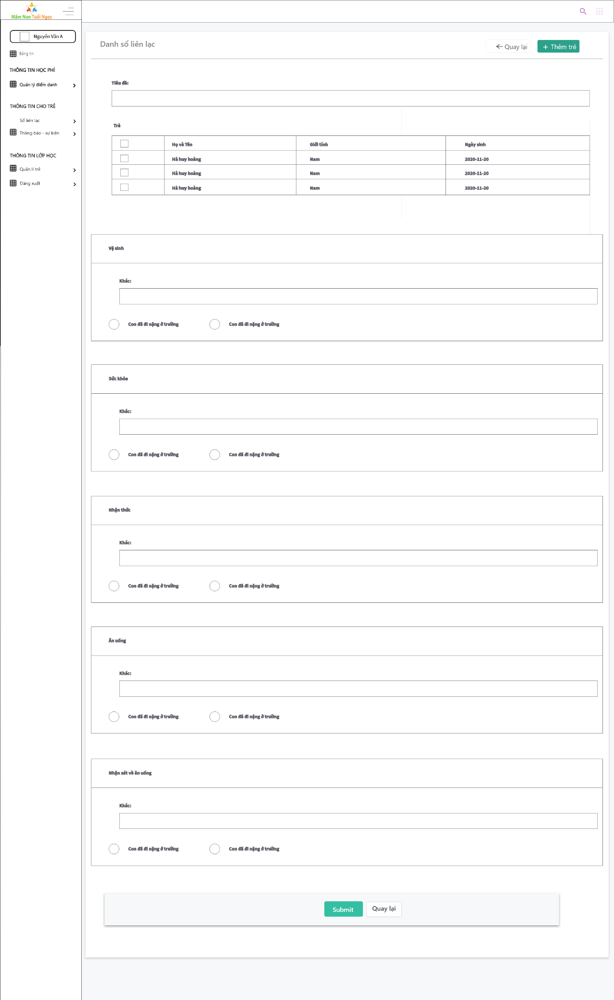 Mầm Non Tuổi Ngọc
Nguyễn Văn A
Bảng tin
THÔNG TIN HỌC PHÍ
Quản lý điểm danh
THÔNG TIN CHO TRẺ
Sổ liên lạc
Thông báo - sự kiện
THÔNG TIN LỚP HỌC
Quản lí trẻ
Đăng xuất
Danh sổ liên lạc
Quay lại
+ Thêm trẻ
Tiêu đề:
Trẻ
Họ và Tên Giới tính Ngày sinh
Hà huy hoàng Nam 2020-11-20
Hà huy hoàng Nam 2020-11-20
Hà huy hoàng Nam 2020-11-20
Vệ sinh
Khác:
Con đã đi nặng ở trường Con đã đi nặng ở trường
Sức khỏe
Khác:
Con đã đi nặng ở trường Con đã đi nặng ở trường
Nhận thức
Khác:
Con đã đi nặng ở trường Con đã đi nặng ở trường
Ăn uống
Khác:
Con đã đi nặng ở trường Con đã đi nặng ở trường
Nhận xét về ăn uống
Khác:
Con đã đi nặng ở trường Con đã đi nặng ở trường
Submit Quay lại